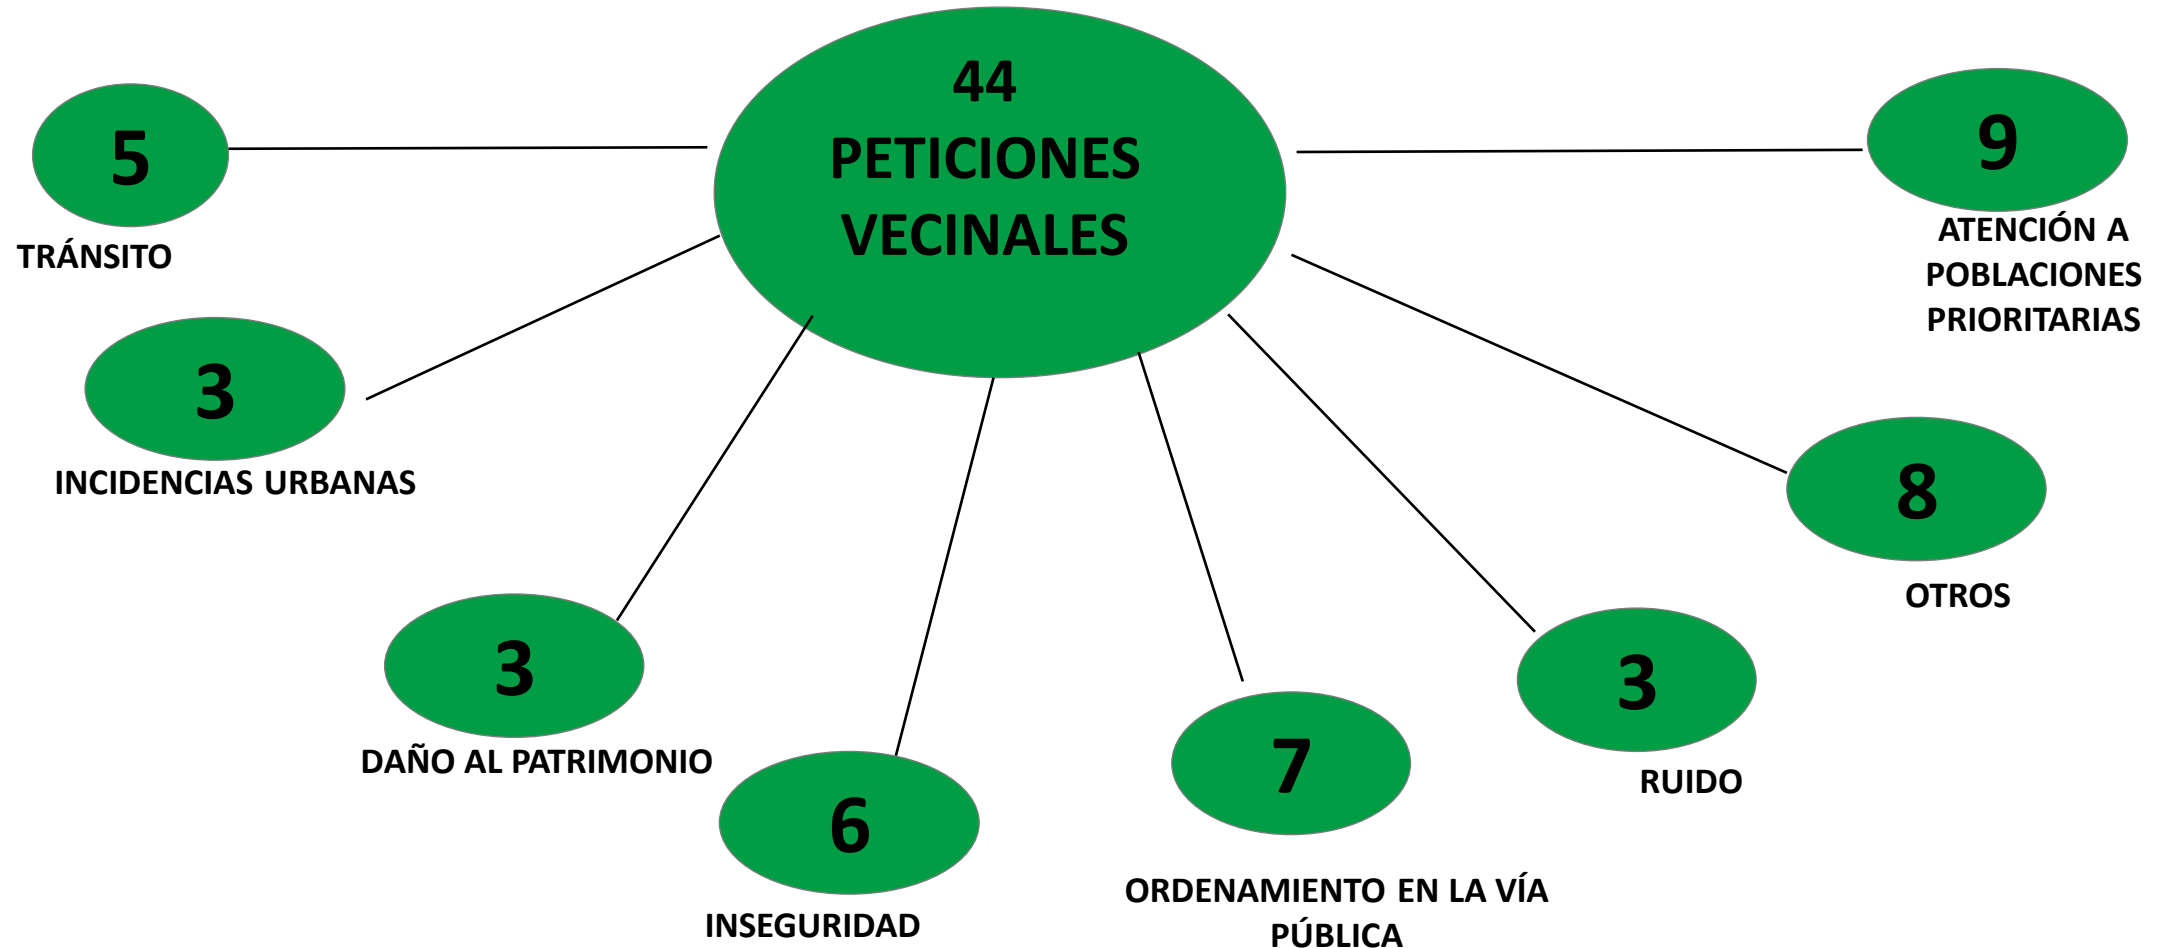 44
PETICIONES
VECINALES
5
TRÁNSITO
3
INCIDENCIAS URBANAS
3
DAÑO AL PATRIMONIO
6
INSEGURIDAD
7
ORDENAMIENTO EN LA VÍA
PÚBLICA
3
RUIDO
8
OTROS
9
ATENCIÓN A
POBLACIONES
PRIORITARIAS